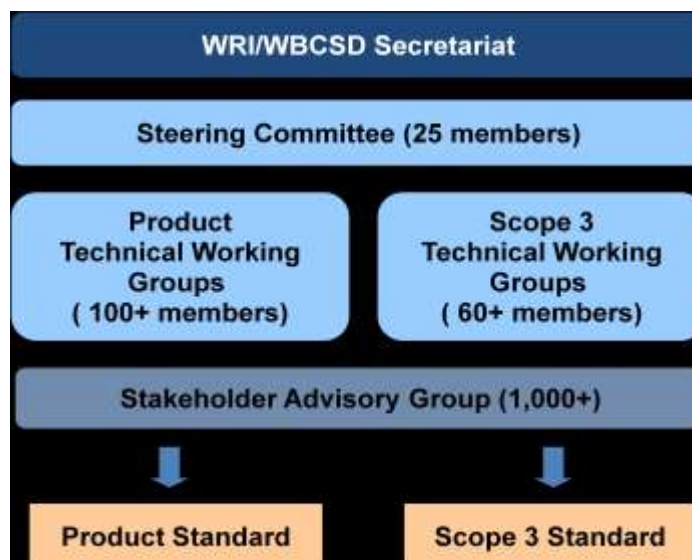 WRI/WBCSD Secretariat
Steering Committee (25 members)
Product
Technical Working
Groups
( 100+ members)
Scope 3
Technical Working
Groups
( 60+ members)
Stakeholder Advisory Group (1,000+)
Product Standard
Scope 3 Standard